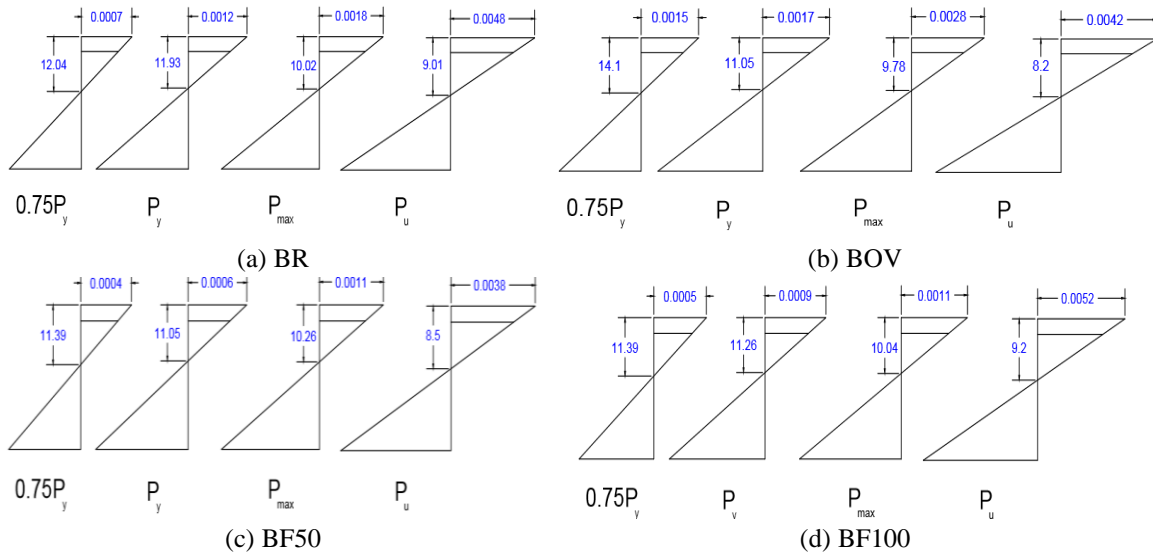 0.0007 0.0012 0.0018 0.0048
12.04 11.93 10.02 9.01
0.75Py Py Pmax Pu
(a) BR
0.0015 0.0017 0.0028 0.0042
14.1 11.05 9.78 8.2
0.75Py Py Pmax Pu
(b) BOV
0.0004 0.0006 0.0011 0.0038
11.39 11.05 10.26 8.5
0.75Py Py Pmax Pu
(c) BF50
0.0005 0.0009 0.0011 0.0052
11.39 11.26 10.04 9.2
0.75Py Pv Pmax Pu
(d) BF100